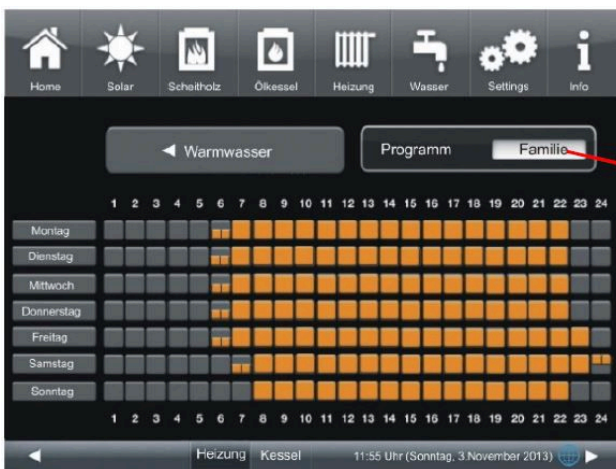 Home Solar Scheitholz Ölkessel Heizung Wasser Settings Info
Warmwasser Programm Familie
1 2 3 4 5 6 7 8 9 10 11 12 13 14 15 16 17 18 19 20 21 22 23 24
Montag
Dienstag
Mittwoch
Donnerstag
Freitag
Samstag
Sonntag
1 2 3 4 5 6 7 8 9 10 11 12 13 14 15 16 17 18 19 20 21 22 23 24
Heizung Kessel 11:55 Uhr (Sonntag, 3.November 2013)